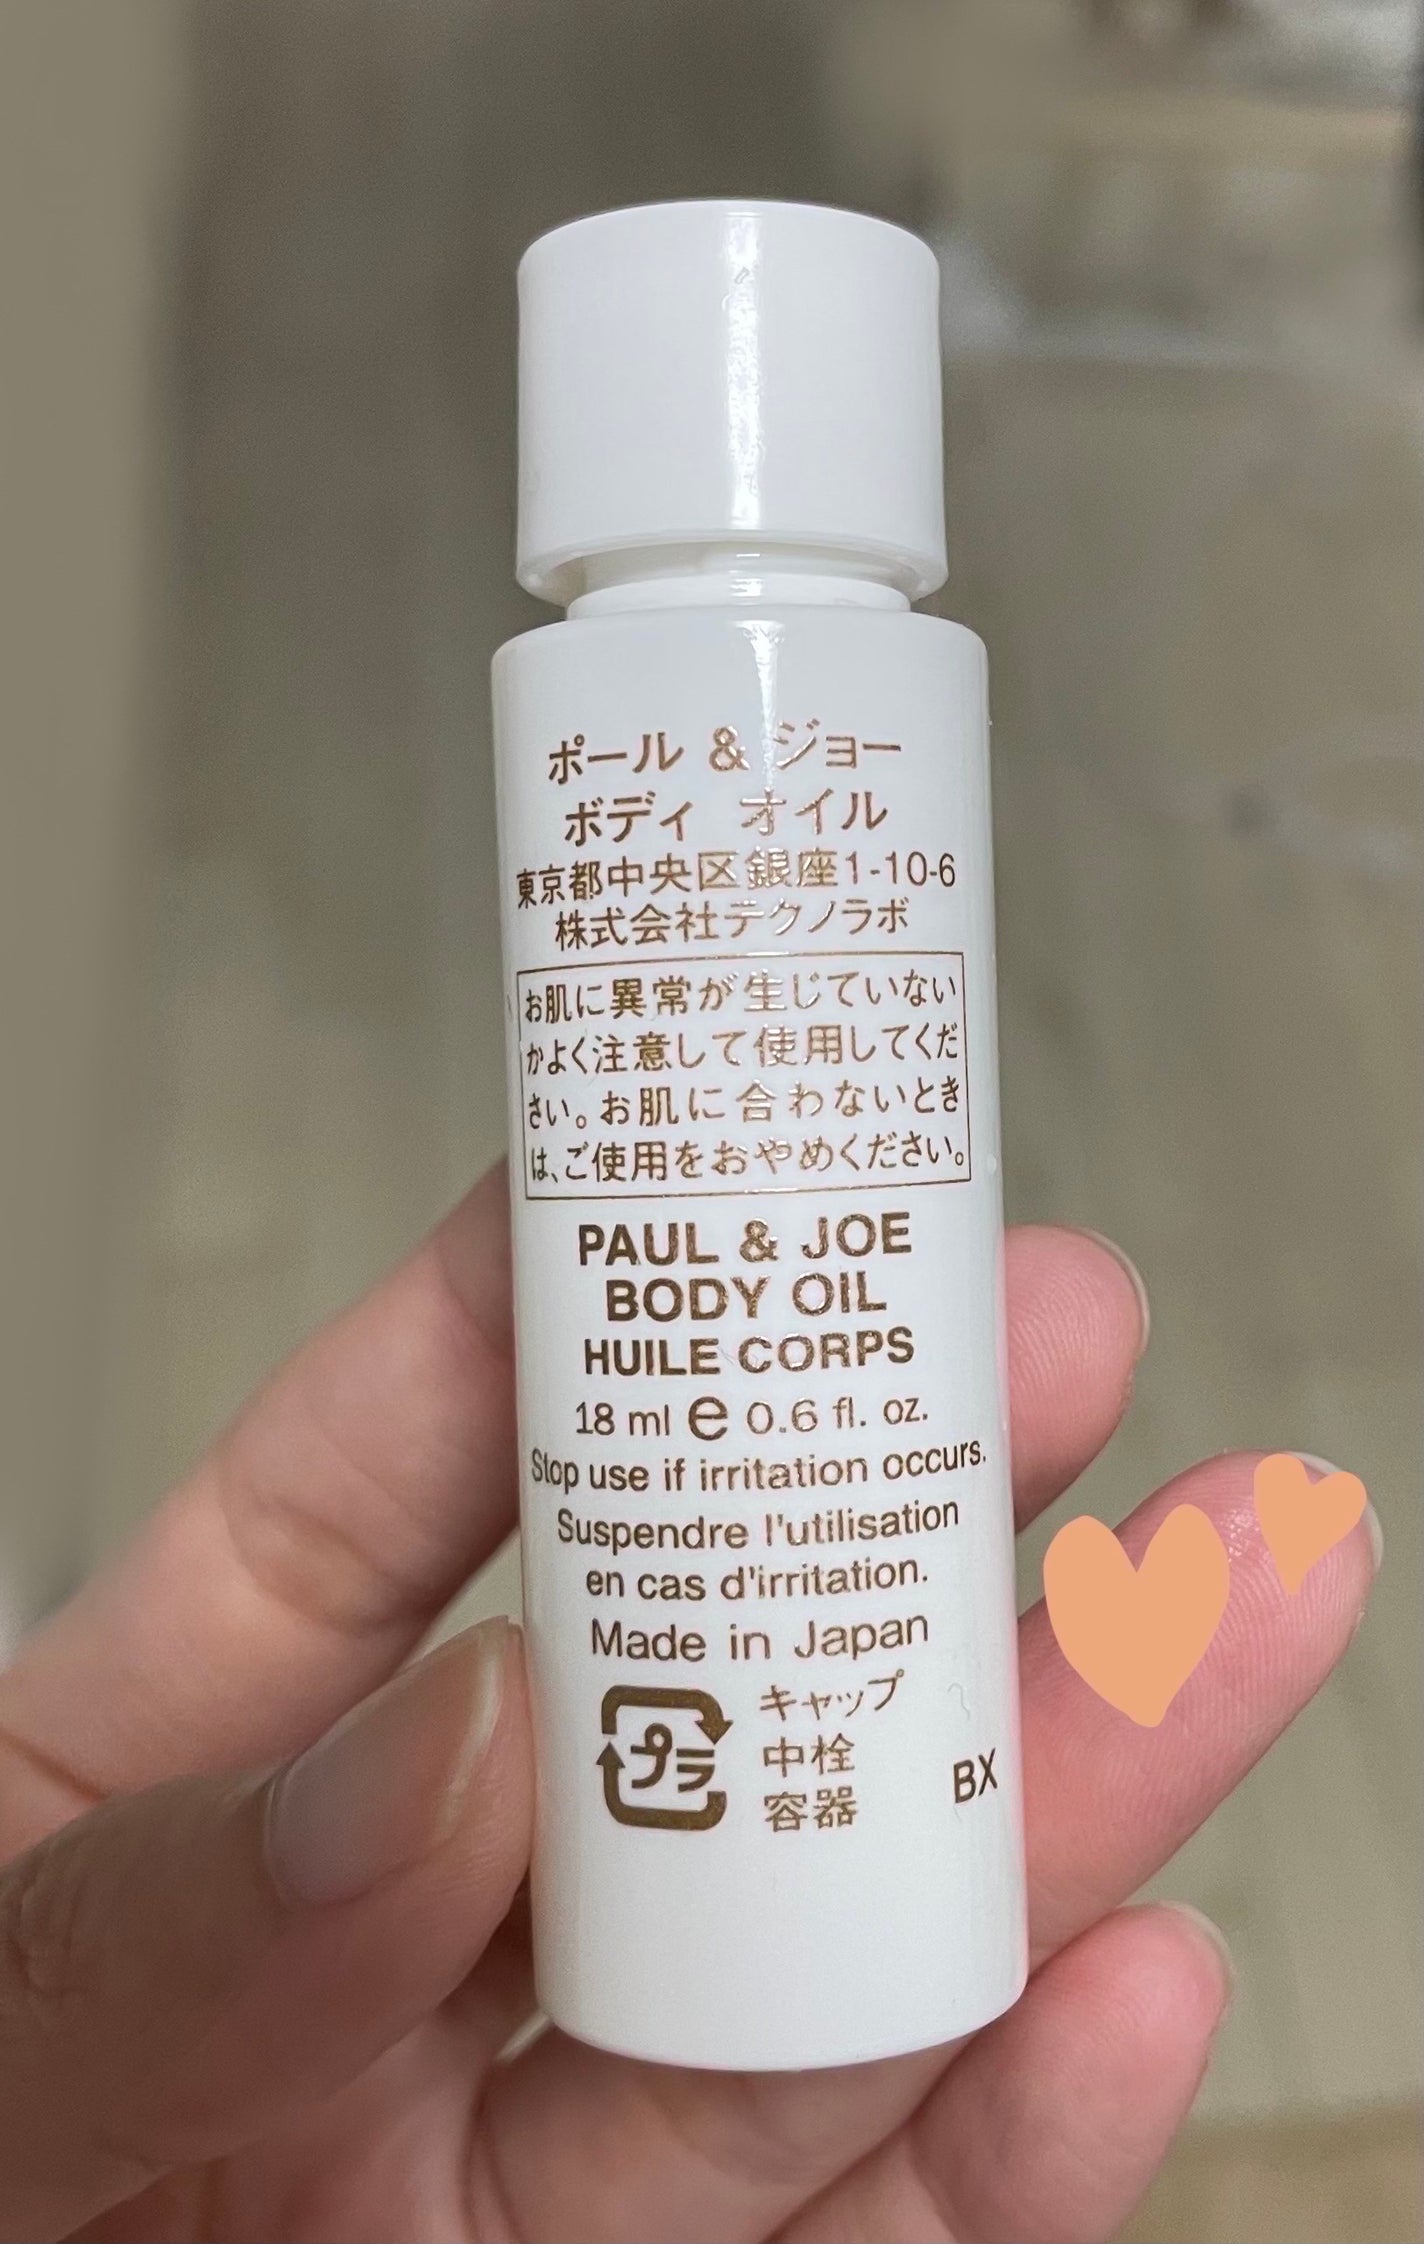 ポール & ジョー
ボディ オイル
東京都中央区銀座1-10-6
株式会社テクノラボ
お肌に異常が生じていない
かよく注意して使用してくだ
さい。お肌に合わないとき
は、ご使用をおやめください。
PAUL & JOE
BODY OIL
HUILE CORPS
18 ml e 0.6 fl. oz.
Stop use if irritation occurs.
Suspendre l'utilisation
en cas d'irritation.
Made in Japan
プラ
キャップ
中栓
容器
BX